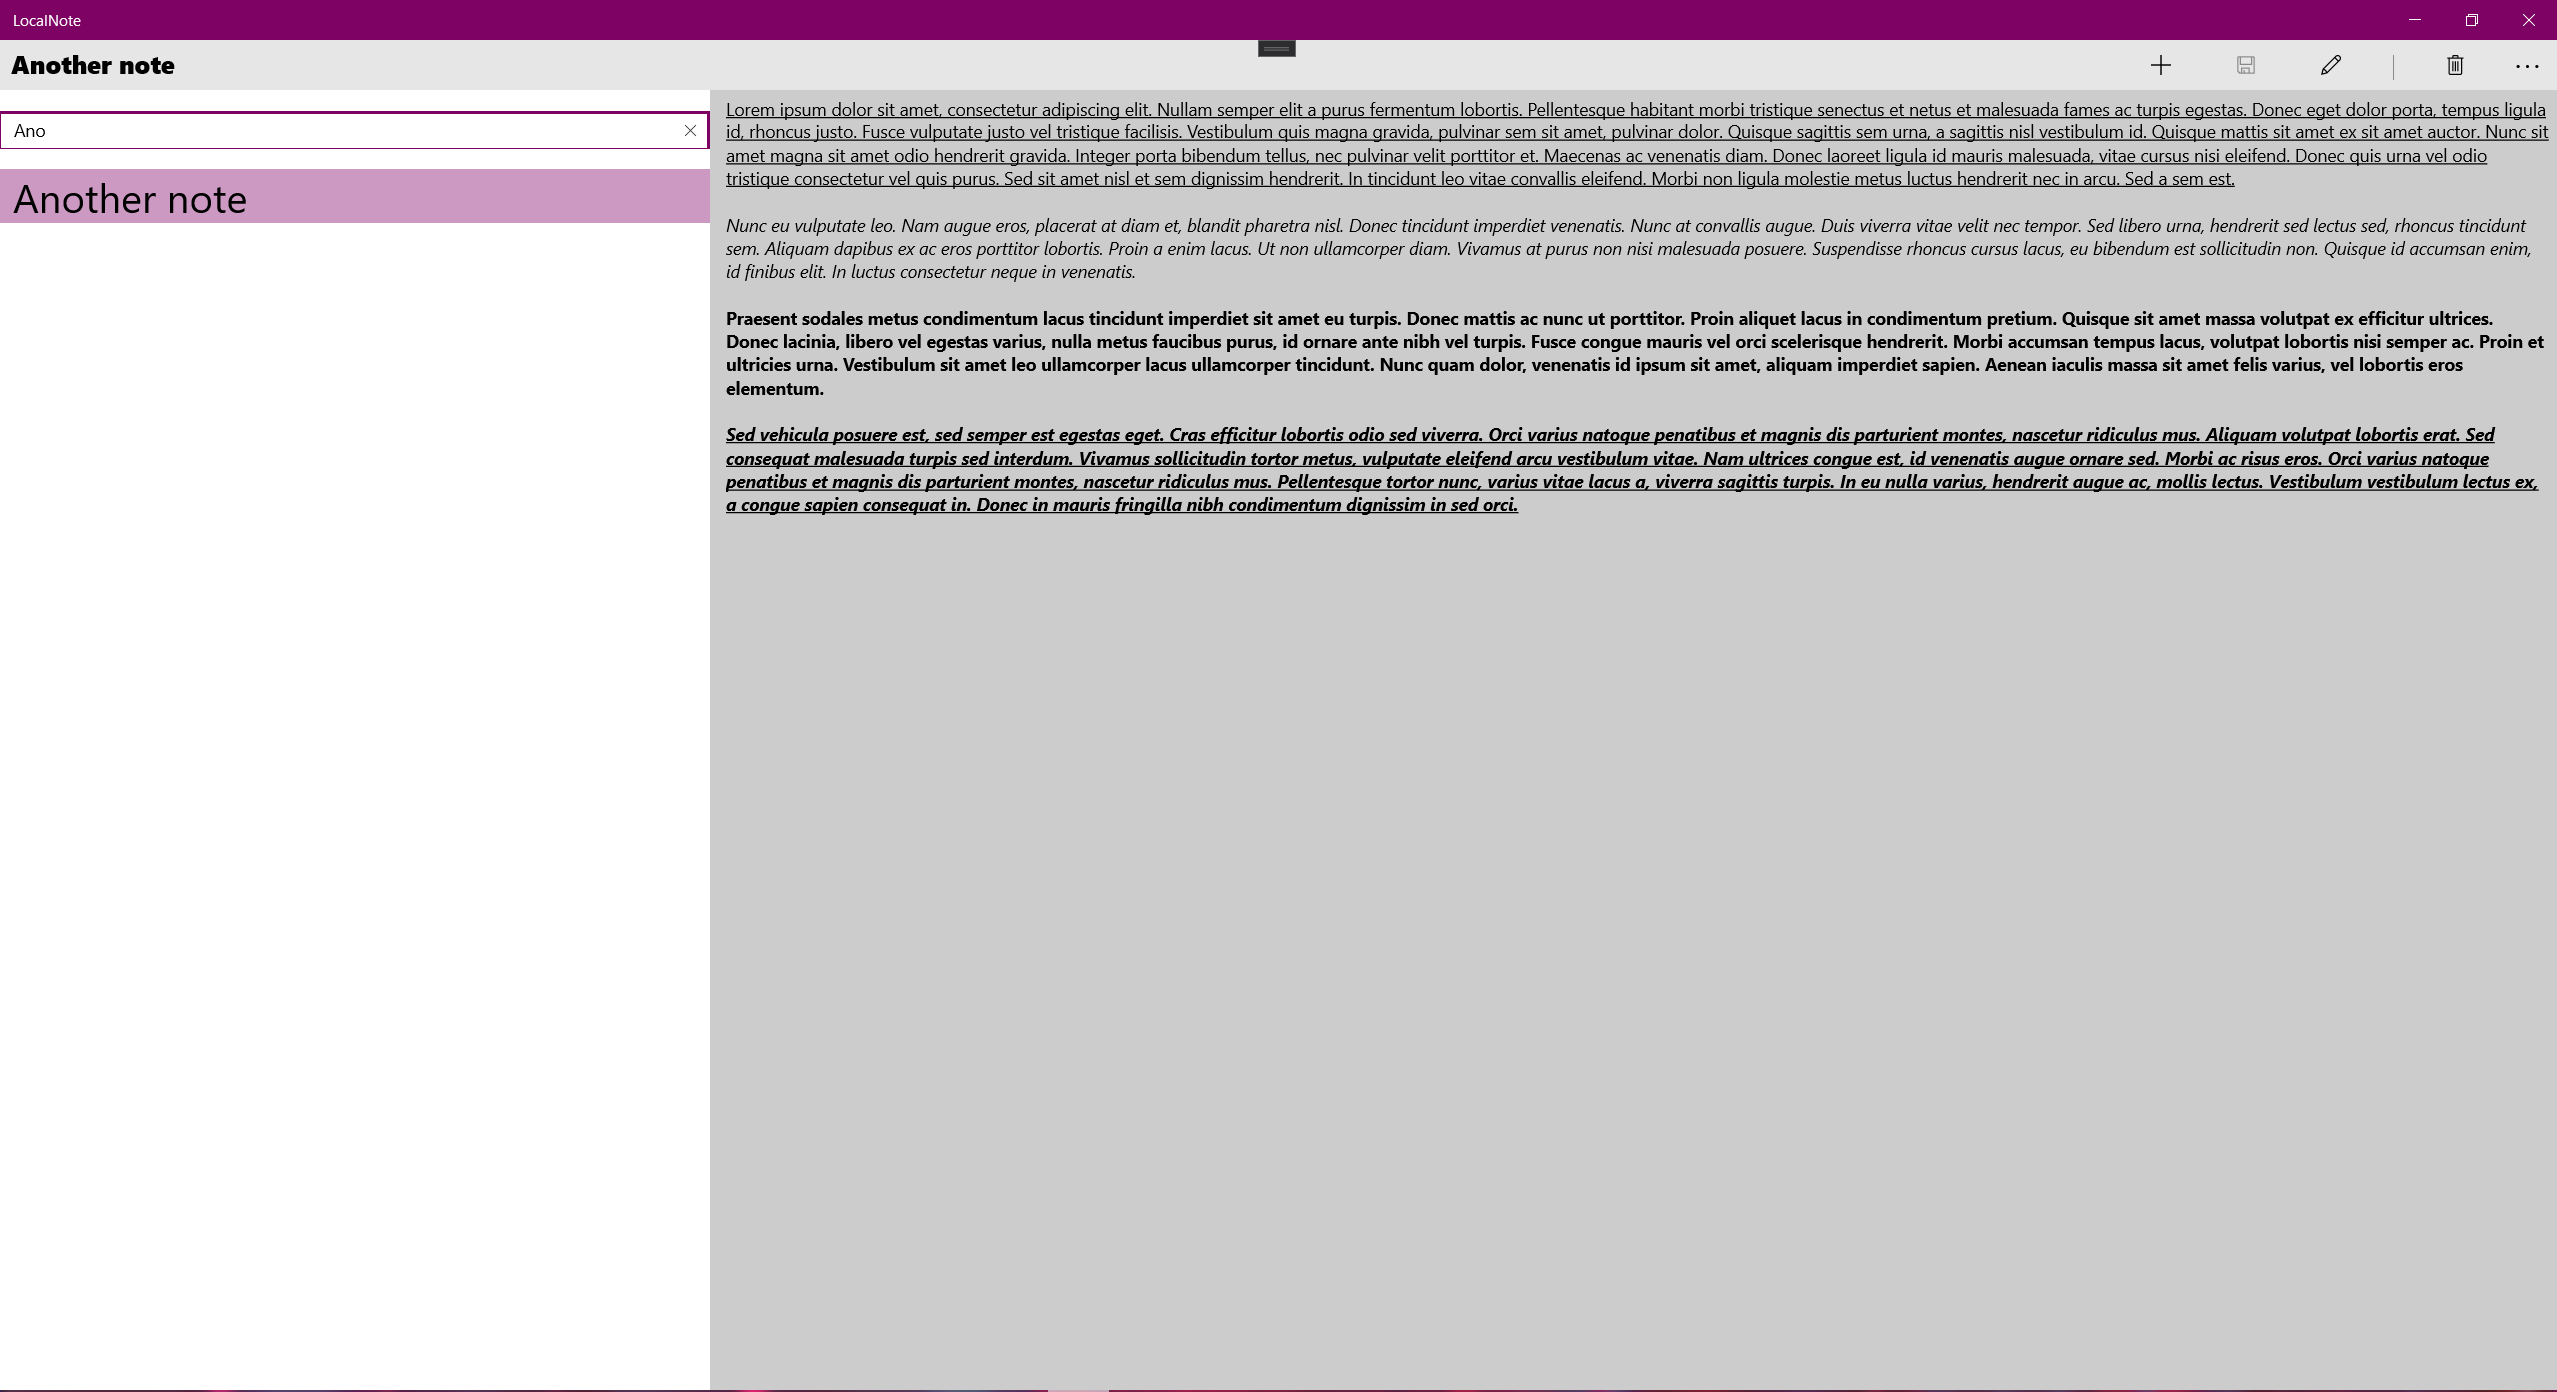 LocalNote
Another note
Ano
Another note
Lorem ipsum dolor sit amet, consectetur adipiscing elit. Nullam semper elit a purus fermentum lobortis. Pellentesque habitant morbi tristique senectus et netus et malesuada fames ac turpis egestas. Donec eget dolor porta, tempus ligula
id, rhoncus justo. Fusce vulputate justo vel tristique facilisis. Vestibulum quis magna gravida, pulvinar sem sit amet, pulvinar dolor. Quisque sagittis sem urna, a sagittis nisl vestibulum id. Quisque mattis sit amet ex sit amet auctor. Nunc sit
amet magna sit amet odio hendrerit gravida. Integer porta bibendum tellus, nec pulvinar velit porttitor et. Maecenas ac venenatis diam. Donec laoreet ligula id mauris malesuada, vitae cursus nisi eleifend. Donec quis urna vel odio
tristique consectetur vel quis purus. Sed sit amet nisl et sem dignissim hendrerit. In tincidunt leo vitae convallis eleifend. Morbi non ligula molestie metus luctus hendrerit nec in arcu. Sed a sem est.
Nunc eu vulputate leo. Nam augue eros, placerat at diam et, blandit pharetra nisl. Donec tincidunt imperdiet venenatis. Nunc at convallis augue. Duis viverra vitae velit nec tempor. Sed libero urna, hendrerit sed lectus sed, rhoncus tincidunt
sem. Aliquam dapibus ex ac eros porttitor lobortis. Proin a enim lacus. Ut non ullamcorper diam. Vivamus at purus non nisi malesuada posuere. Suspendisse rhoncus cursus lacus, eu bibendum est sollicitudin non. Quisque id accumsan enim,
id finibus elit. In luctus consectetur neque in venenatis.
Praesent sodales metus condimentum lacus tincidunt imperdiet sit amet eu turpis. Donec mattis ac nunc ut porttitor. Proin aliquet lacus in condimentum pretium. Quisque sit amet massa volutpat ex efficitur ultrices.
Donec lacinia, libero vel egestas varius, nulla metus faucibus purus, id ornare ante nibh vel turpis. Fusce congue mauris vel orci scelerisque hendrerit. Morbi accumsan tempus lacus, volutpat lobortis nisi semper ac. Proin et
ultricies urna. Vestibulum sit amet leo ullamcorper lacus ullamcorper tincidunt. Nunc quam dolor, venenatis id ipsum sit amet, aliquam imperdiet sapien. Aenean iaculis massa sit amet felis varius, vel lobortis eros
elementum.
Sed vehicula posuere est, sed semper est egestas eget. Cras efficitur lobortis odio sed viverra. Orci varius natoque penatibus et magnis dis parturient montes, nascetur ridiculus mus. Aliquam volutpat lobortis erat. Sed
consequat malesuada turpis sed interdum. Vivamus sollicitudin tortor metus, vulputate eleifend arcu vestibulum vitae. Nam ultrices congue est, id venenatis augue ornare sed. Morbi ac risus eros. Orci varius natoque
penatibus et magnis dis parturient montes, nascetur ridiculus mus. Pellentesque tortor nunc, varius vitae lacus a, viverra sagittis turpis. In eu nulla varius, hendrerit augue ac, mollis lectus. Vestibulum vestibulum lectus ex,
a congue sapien consequat in. Donec in mauris fringilla nibh condimentum dignissim in sed orci.